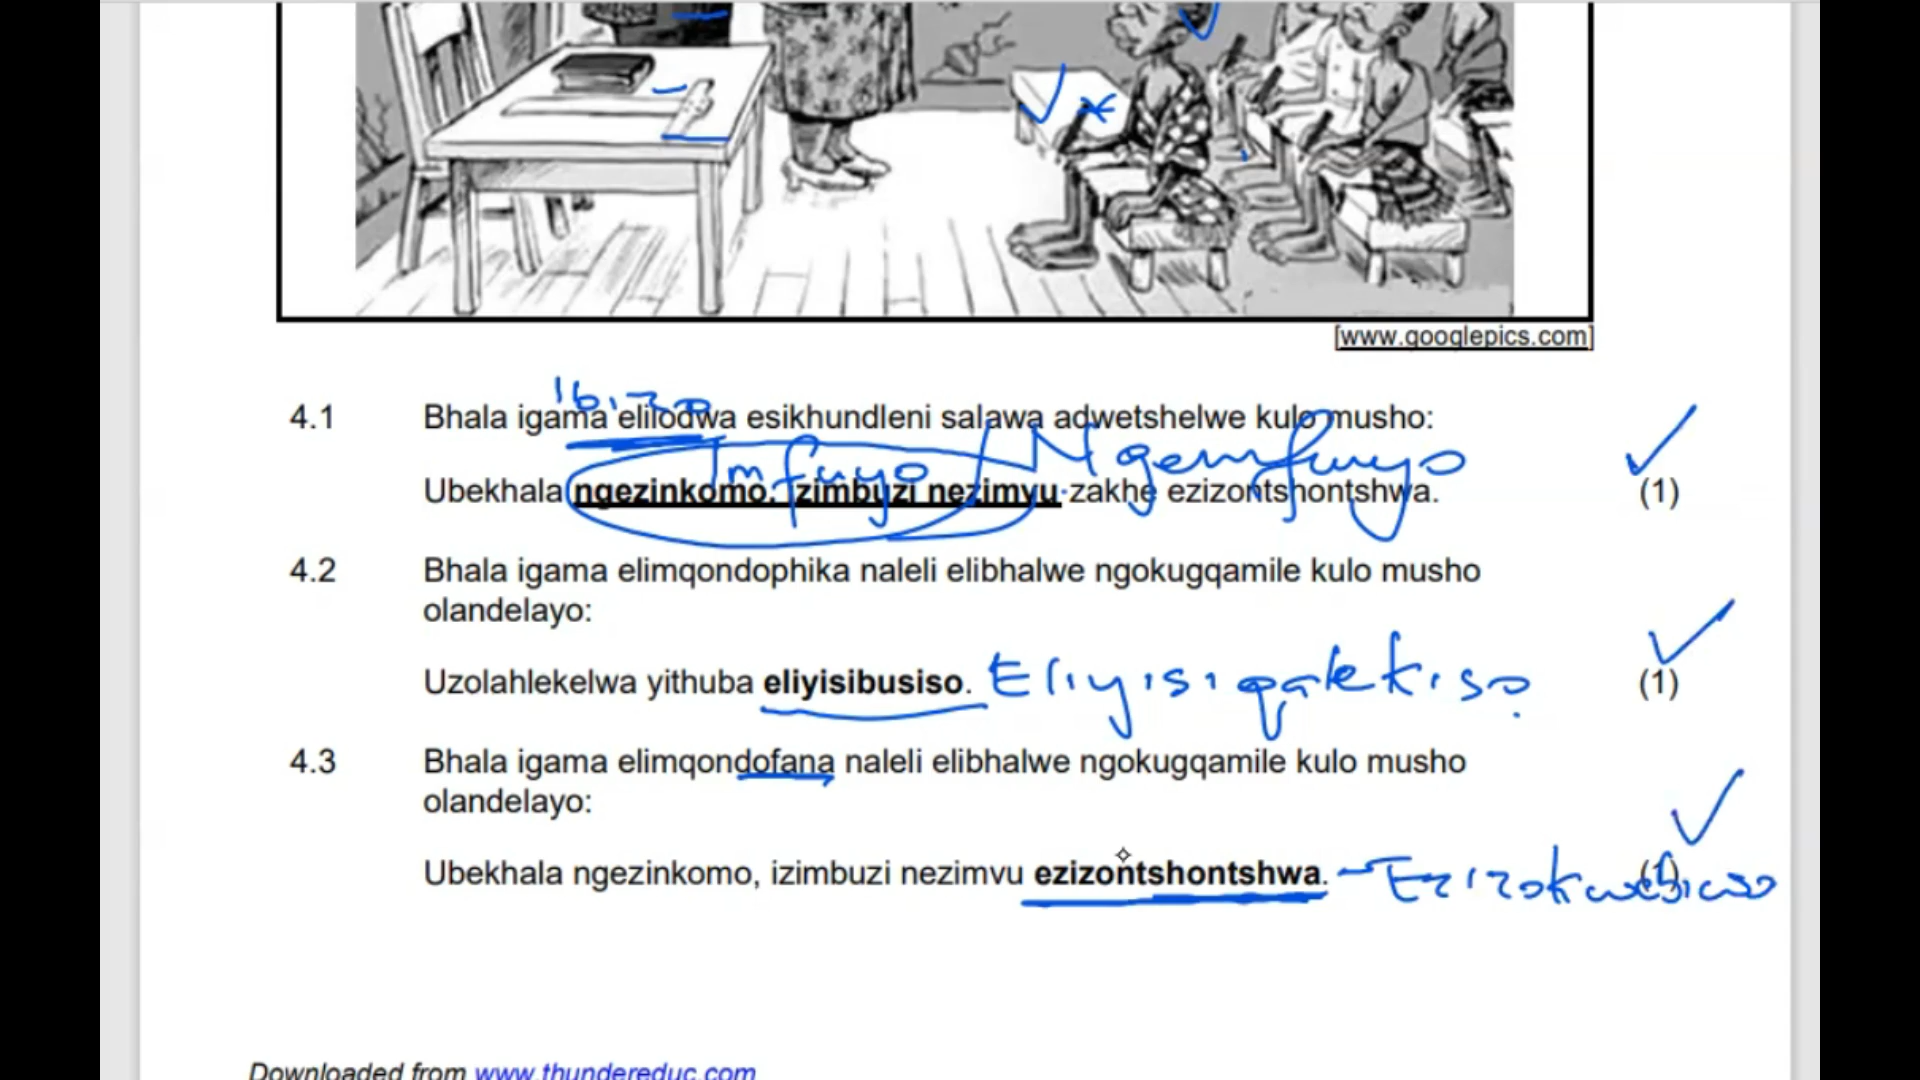 [www.googlepics.com]
ibizo
4.1 Bhala igama elilodwa esikhundleni salawa adwetshelwe kulo musho:
Imfuyo / Ngemfuyo
Ubekhala ngezinkomo, zimbuzi nezimvu zakhe ezizontshontshwa. (1)
4.2 Bhala igama elimqondophika naleli elibhalwe ngokugqamile kulo musho
olandelayo:
Uzolahlekelwa yithuba eliyisibusiso. Eliyisiqalekiso. (1)
4.3 Bhala igama elimqondofana naleli elibhalwe ngokugqamile kulo musho
olandelayo:
Ubekhala ngezinkomo, izimbuzi nezimvu ezizontshontshwa. (1)
Downloaded from www.thundereduc.com